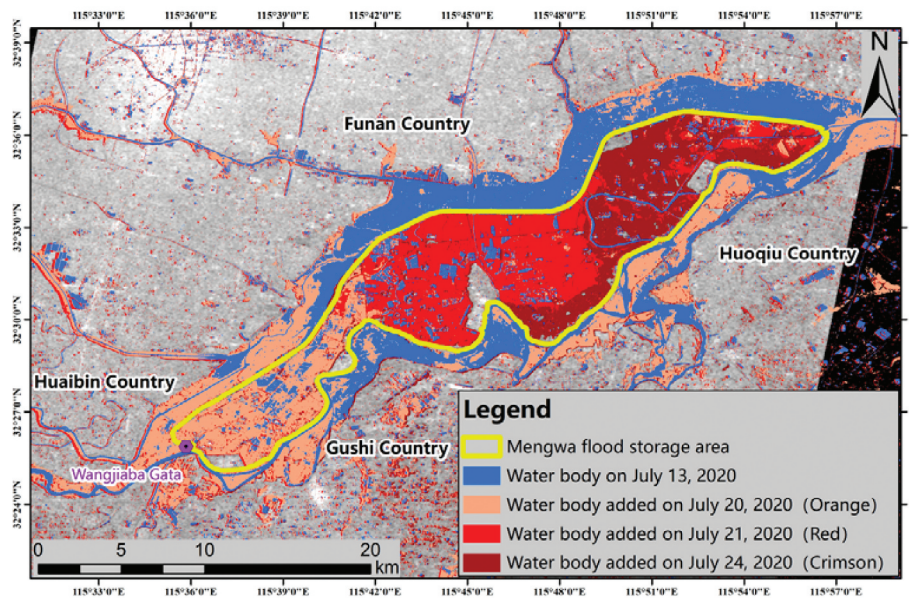 115°33'0"E 115°36'0"E 115°39'0"E 115°42'0"E 115°45'0"E 115°48'0"E 115°51'0"E 115°54'0"E 115°57'0"E
32°39'0"N
N
Funan Country
32°36'0"N
32°33'0"N
Huoqiu Country
32°30'0"N
Huaibin Country
32°27'0"N
Gushi Country
Wangjiaba Gata
32°24'0"N
Legend
Mengwa flood storage area
Water body on July 13, 2020
Water body added on July 20, 2020 (Orange)
Water body added on July 21, 2020 (Red)
Water body added on July 24, 2020 (Crimson)
0 5 10 20
km
115°33'0"E 115°36'0"E 115°39'0"E 115°42'0"E 115°45'0"E 115°48'0"E 115°51'0"E 115°54'0"E 115°57'0"E